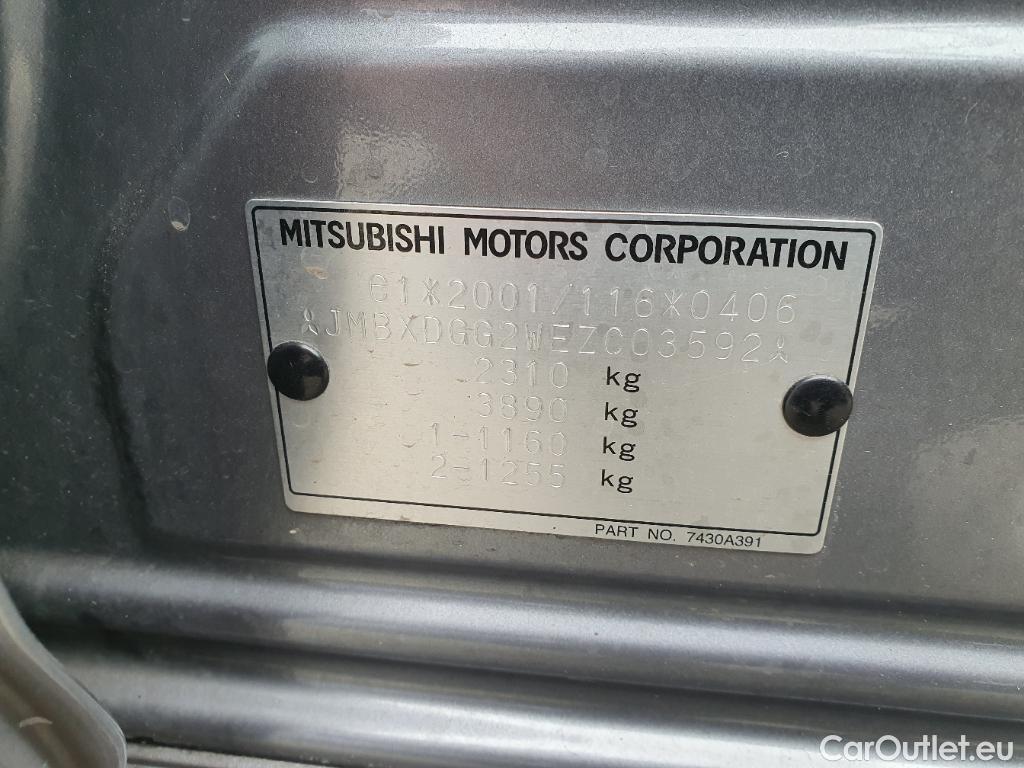 MITSUBISHI MOTORS CORPORATION
e1*2001/116*0406
JMBXDGG2WEZC03592
2310 kg
3890 kg
1-1160 kg
2-1255 kg
PART NO. 7430A391
CarOutlet.eu